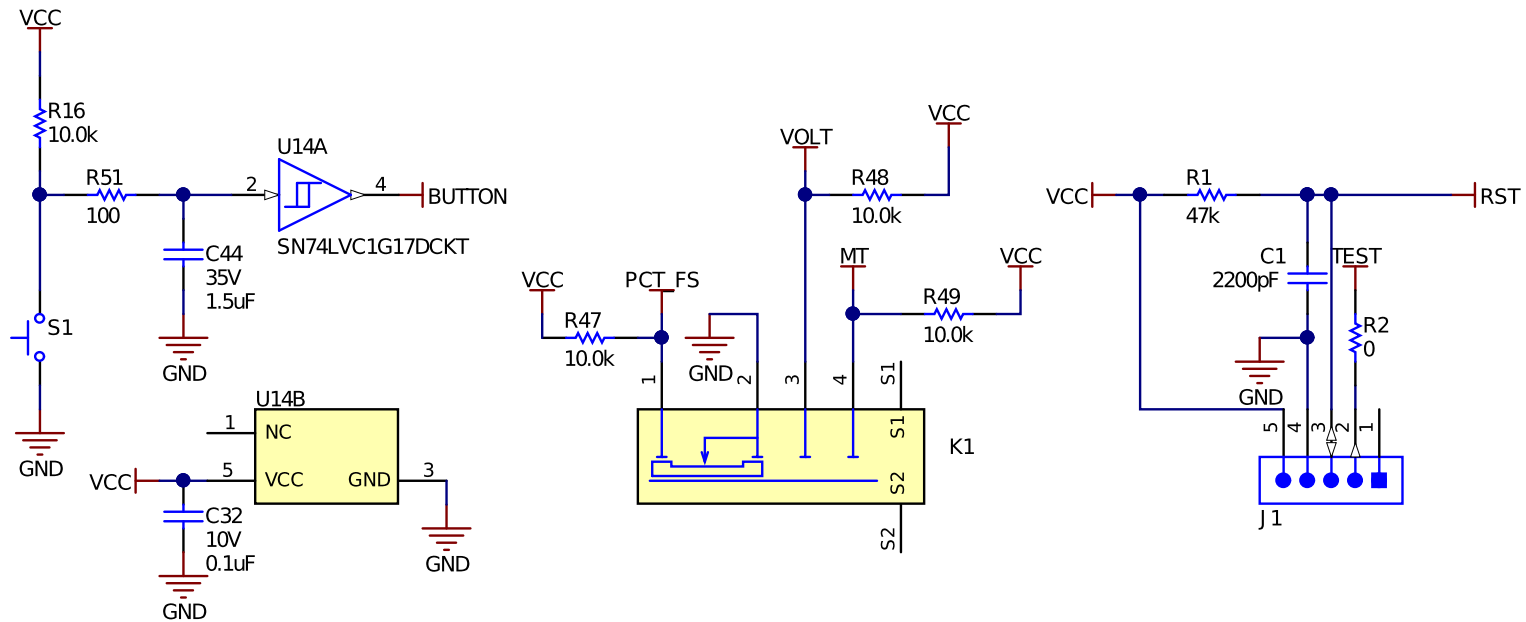 VCC
R16
10.0k
R51
100
U14A
2
4
BUTTON
SN74LVC1G17DCKT
C44
35V
1.5uF
GND
S1
GND
U14B
1
NC
VCC
5
VCC
GND
3
C32
10V
0.1uF
GND
GND
VCC
PCT_FS
R47
10.0k
VOLT
VCC
R48
10.0k
MT
VCC
R49
10.0k
GND
1
2
3
4
S1
S1
K1
S2
S2
VCC
R1
47k
RST
C1
2200pF
TEST
R2
0
GND
5
4
3
2
1
J1